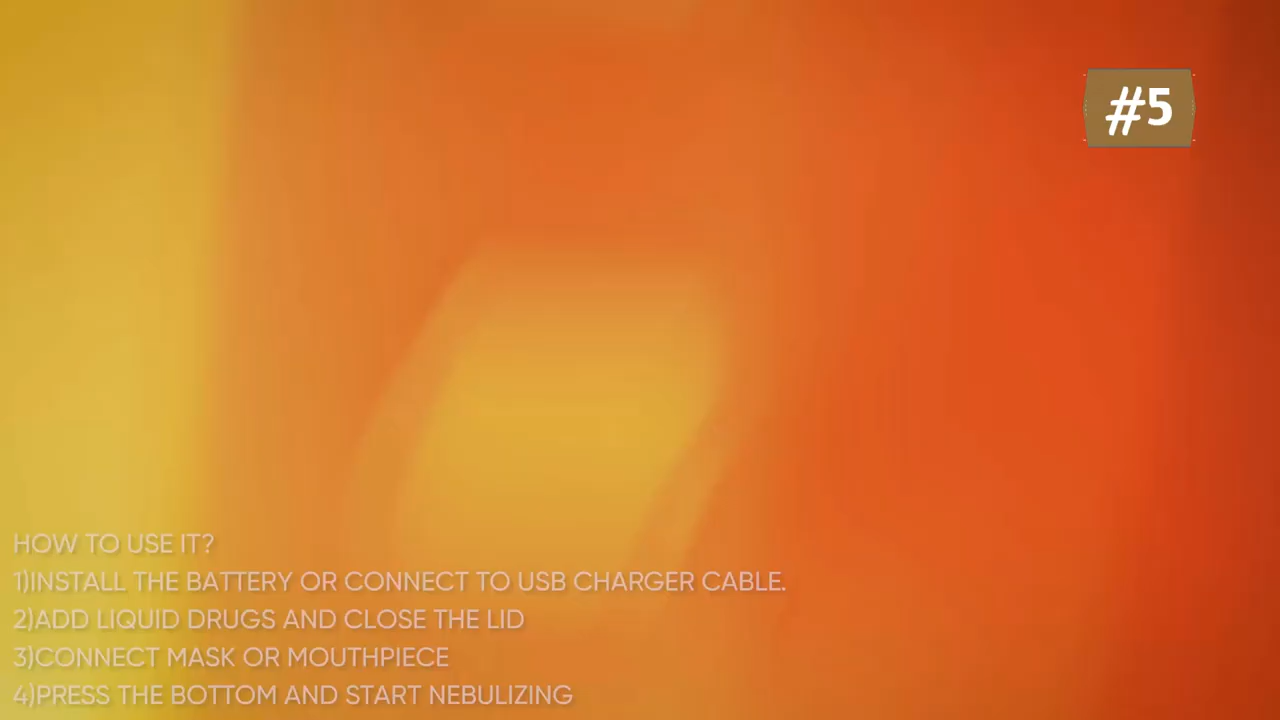 #5
HOW TO USE IT?
1)INSTALL THE BATTERY OR CONNECT TO USB CHARGER CABLE.
2)ADD LIQUID DRUGS AND CLOSE THE LID
3)CONNECT MASK OR MOUTHPIECE
4)PRESS THE BOTTOM AND START NEBULIZING